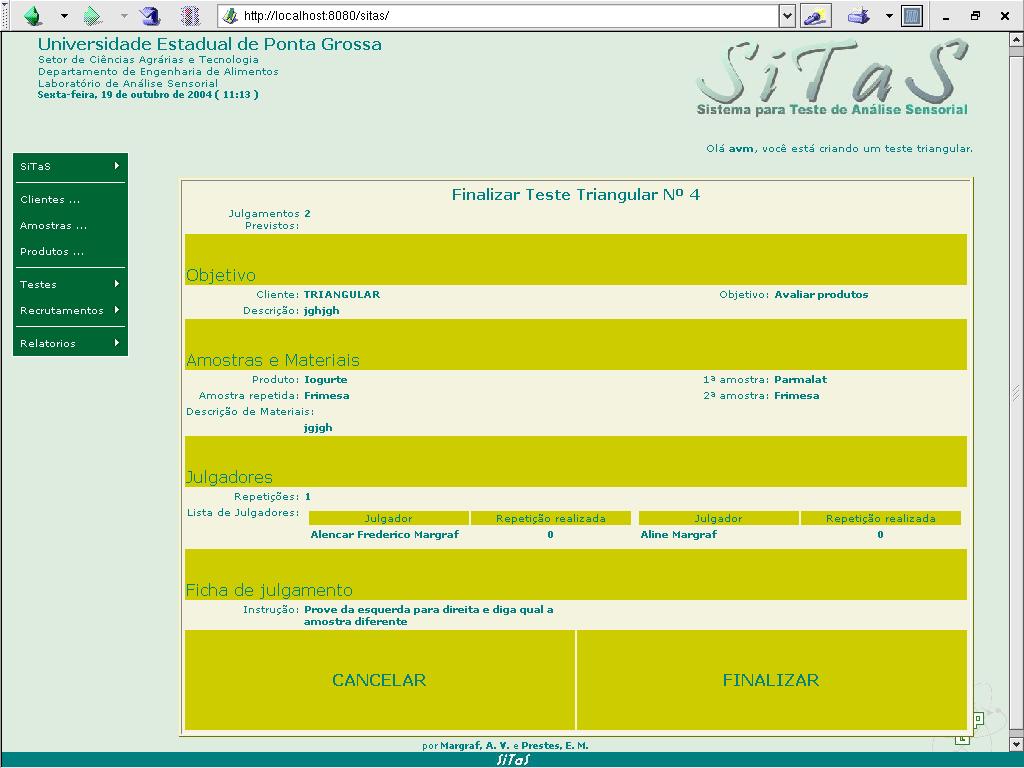 http://localhost:8080/sitas/
Universidade Estadual de Ponta Grossa
Setor de Ciências Agrárias e Tecnologia
Departamento de Engenharia de Alimentos
Laboratório de Análise Sensorial
Sexta-feira, 19 de outubro de 2004 ( 11:13 )
SiTaS
Sistema para Teste de Análise Sensorial
Olá avm, você está criando um teste triangular.
SiTaS
Clientes ...
Amostras ...
Produtos ...
Testes
Recrutamentos
Relatorios
Finalizar Teste Triangular Nº 4
Julgamentos 2
Previstos:
Objetivo
Cliente: TRIANGULAR Objetivo: Avaliar produtos
Descrição: jghjgh
Amostras e Materiais
Produto: Iogurte 1ª amostra: Parmalat
Amostra repetida: Frimesa 2ª amostra: Frimesa
Descrição de Materiais:
jgjgh
Julgadores
Repetições: 1
Lista de Julgadores: Julgador Repetição realizada Julgador Repetição realizada
Alencar Frederico Margraf 0 Aline Margraf 0
Ficha de julgamento
Instrução: Prove da esquerda para direita e diga qual a
amostra diferente
CANCELAR FINALIZAR
por Margraf, A. V. e Prestes, E. M.
SiTaS